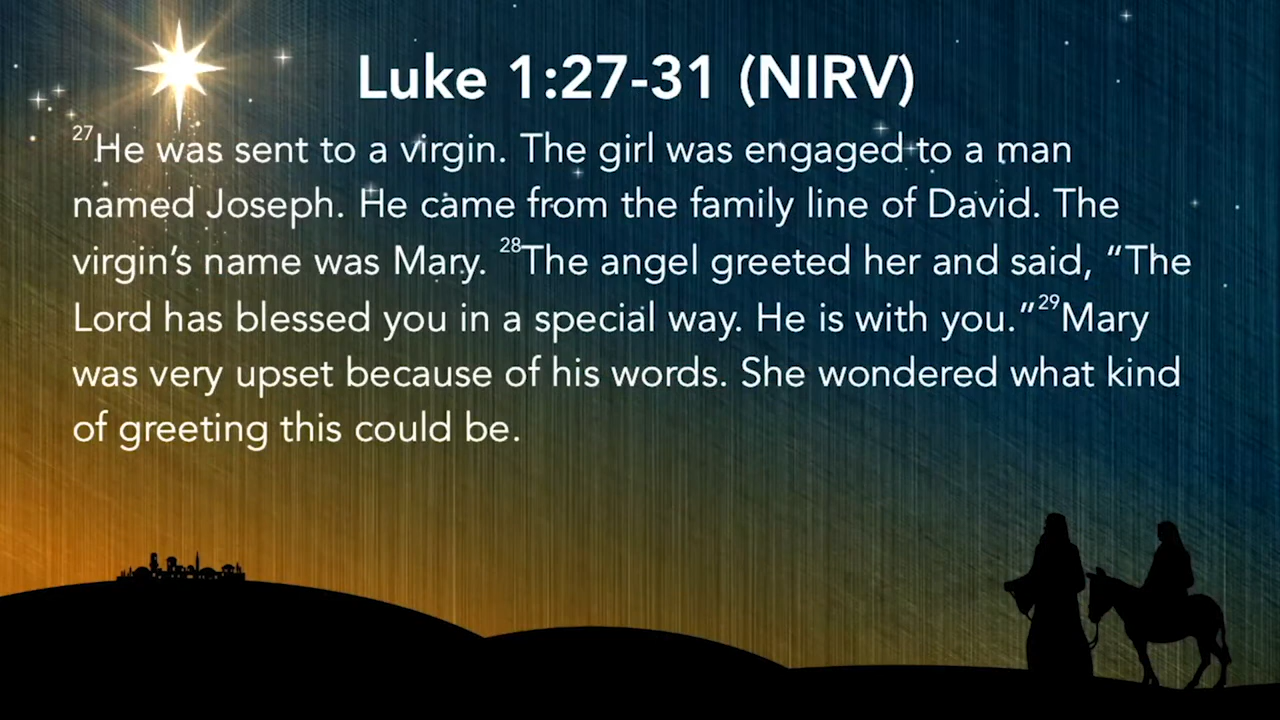 Luke 1:27-31 (NIRV)
27He was sent to a virgin. The girl was engaged to a man
named Joseph. He came from the family line of David. The
virgin’s name was Mary. 28The angel greeted her and said, “The
Lord has blessed you in a special way. He is with you.”29Mary
was very upset because of his words. She wondered what kind
of greeting this could be.